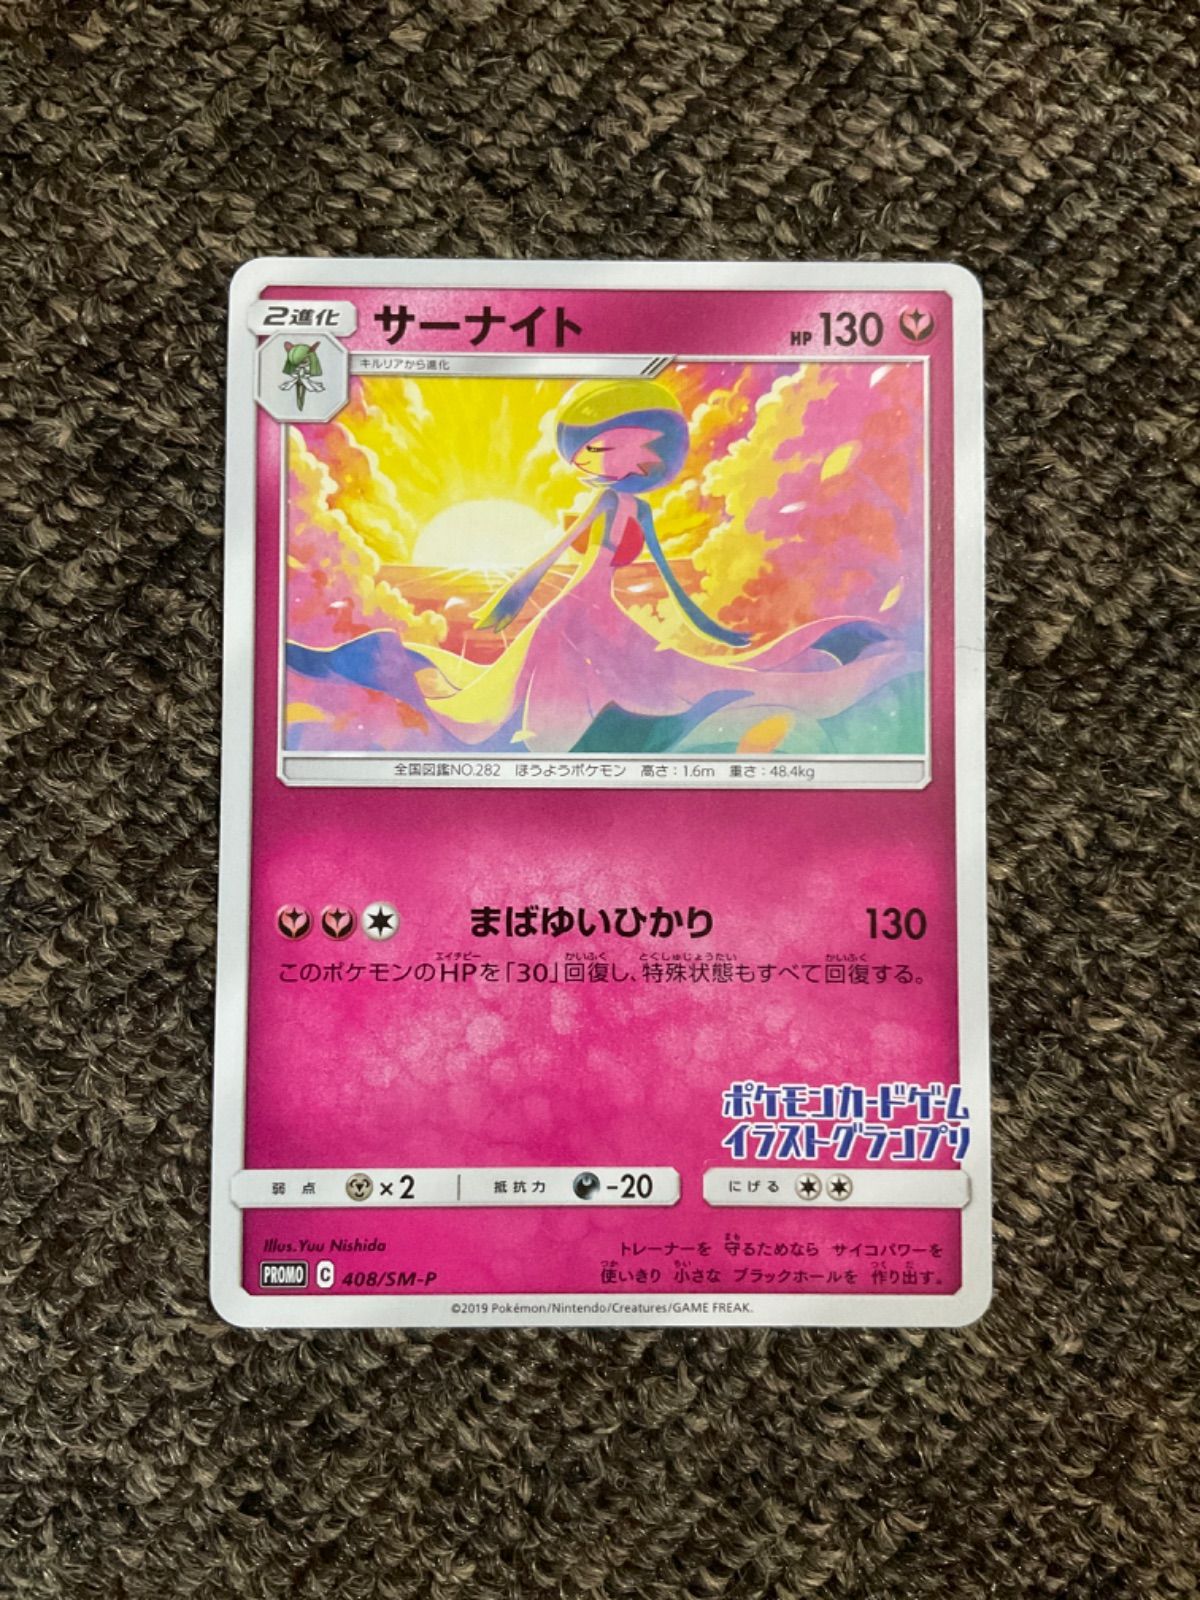 2進化 サーナイト HP 130
キルリアから進化
全国図鑑NO.282 ほうようポケモン 高さ：1.6m 重さ：48.4kg
まばゆいひかり 130
エイチピー かいふく とくしゅじょうたい かいふく
このポケモンのHPを「30」回復し、特殊状態もすべて回復する。
ポケモンカードゲーム
イラストグランプリ
弱点 ×2 抵抗力 -20 にげる
Illus.Yuu Nishida
PROMO C 408/SM-P
まも
トレーナーを 守るためなら サイコパワーを
つか ちい つく だ
使いきり 小さな ブラックホールを 作り出す。
©2019 Pokémon/Nintendo/Creatures/GAME FREAK.